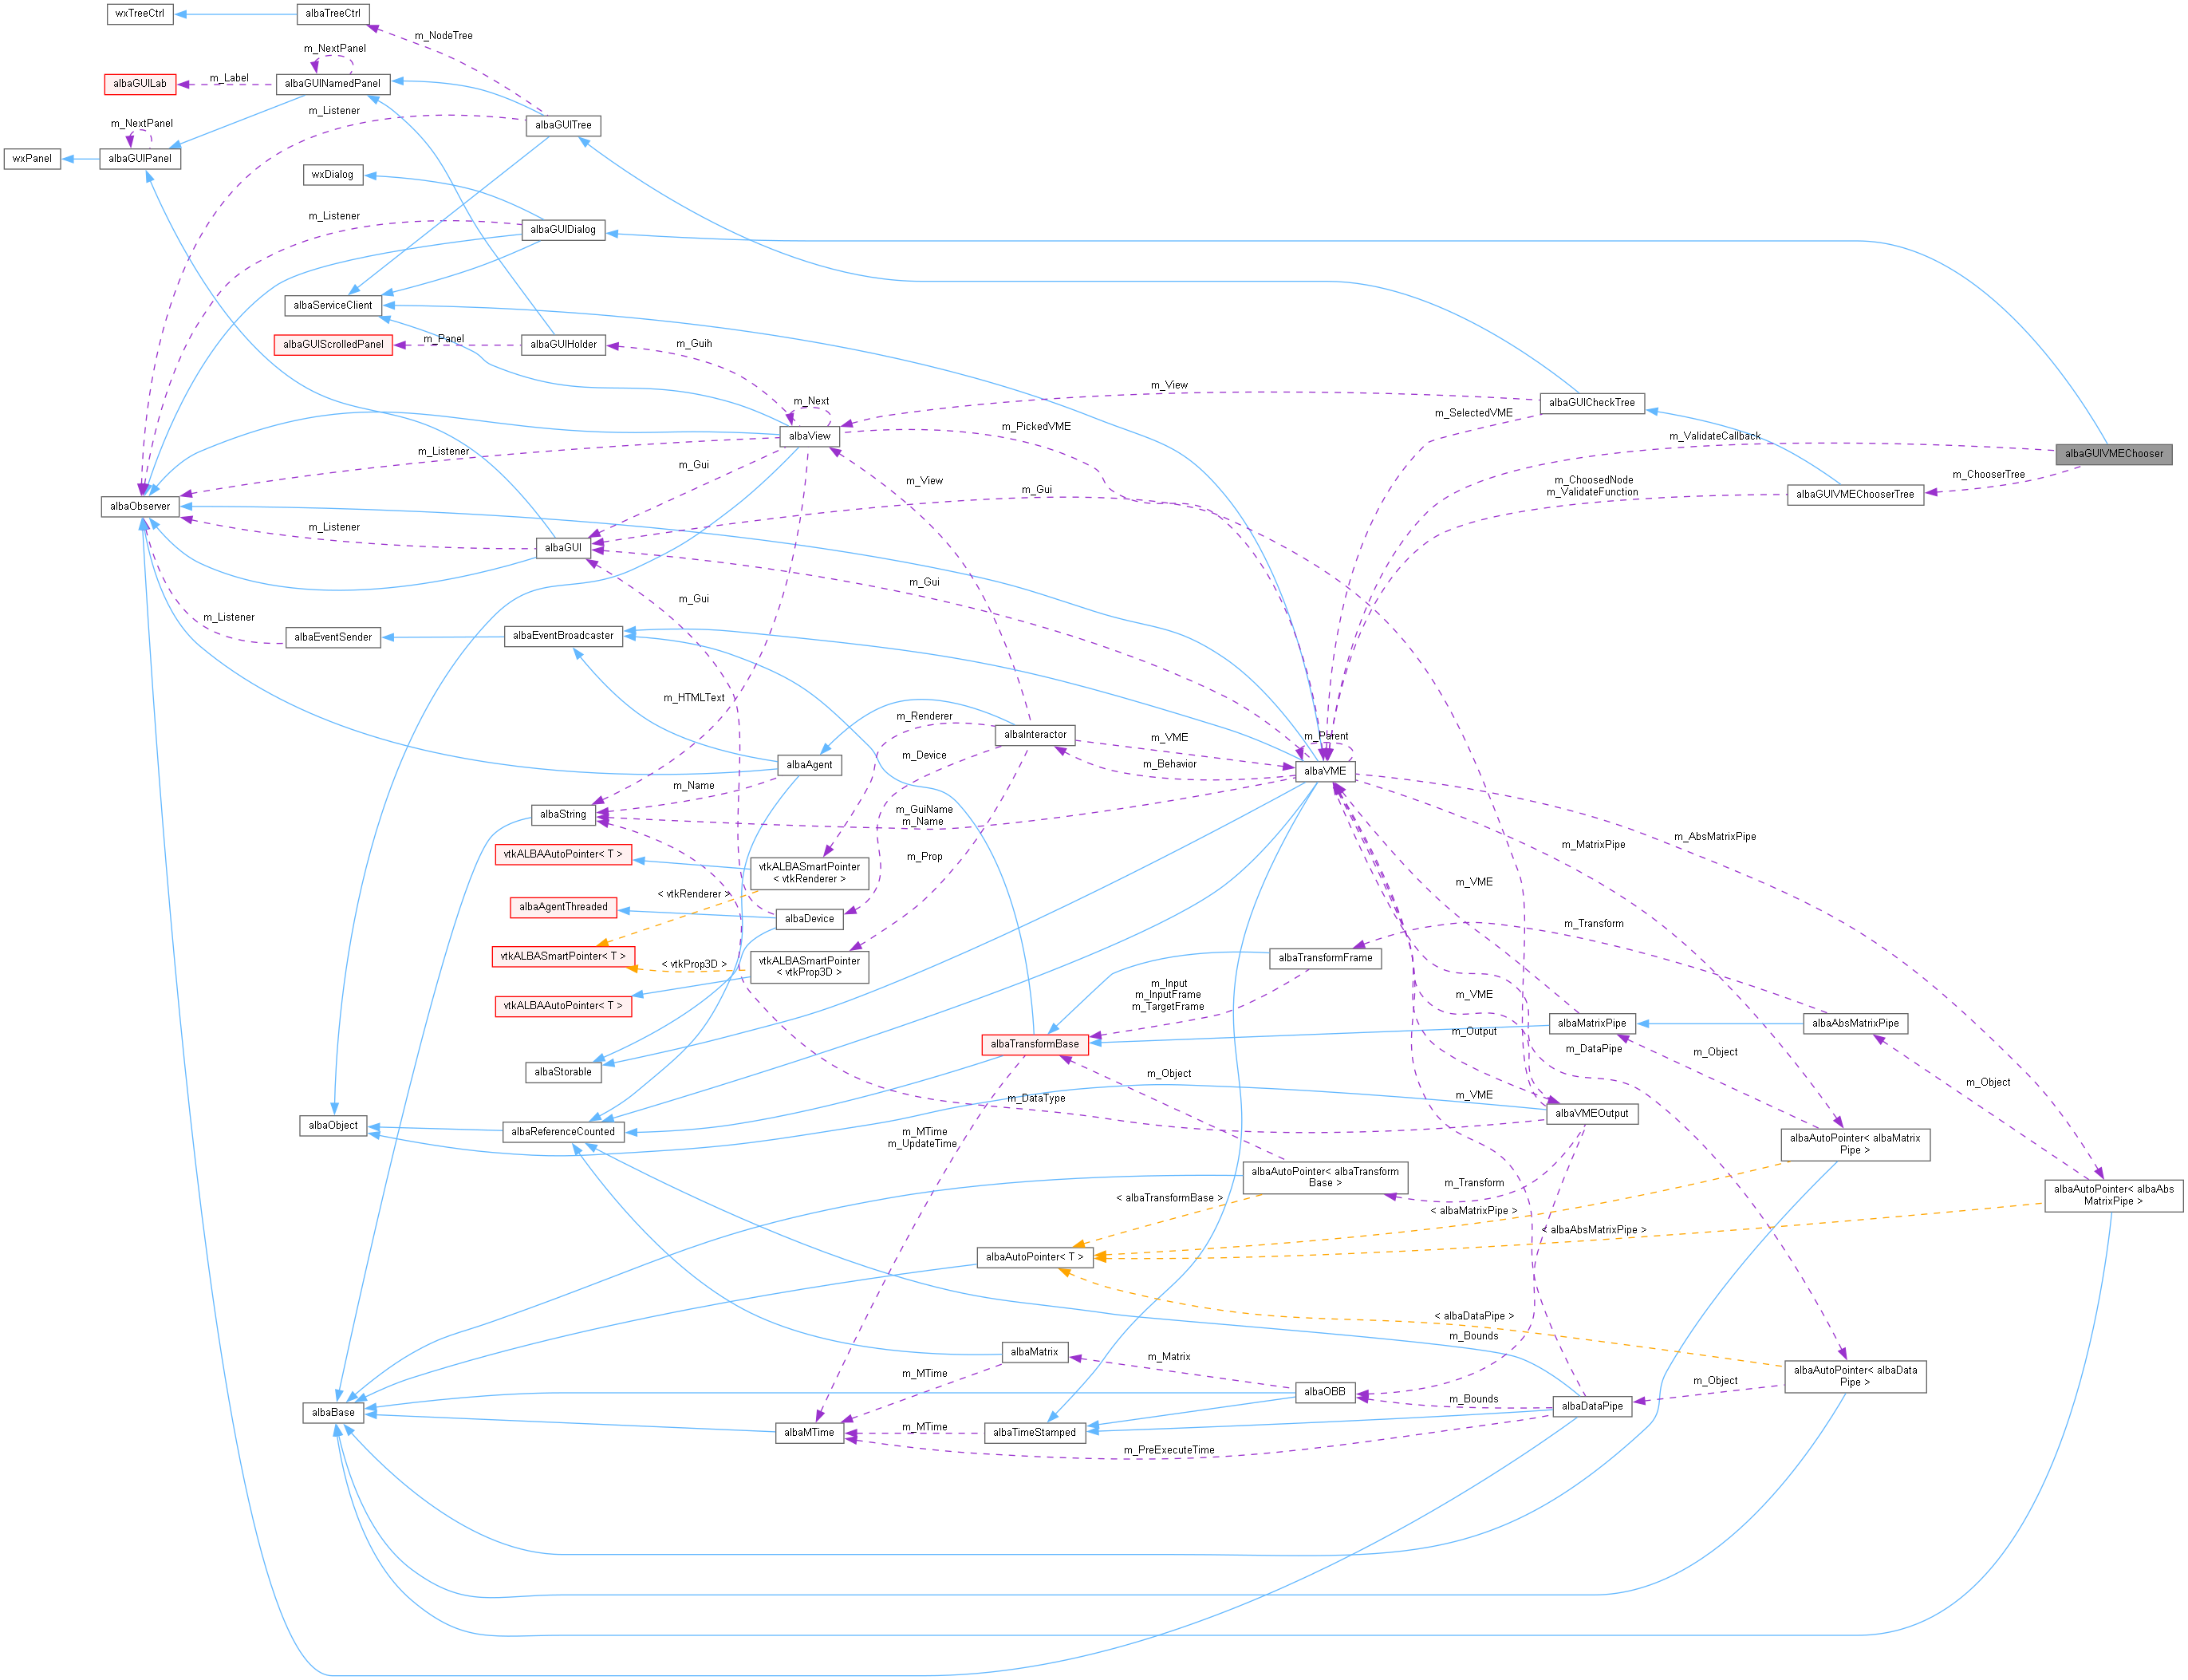 wxTreeCtrl
albaTreeCtrl
m_NodeTree
m_NextPanel
albaGUILab
m_Label
albaGUINamedPanel
m_Listener
m_NextPanel
albaGUITree
wxPanel
albaGUIPanel
wxDialog
m_Listener
albaGUIDialog
albaServiceClient
albaGUIScrolledPanel
m_Panel
albaGUIHolder
m_Guih
m_View
m_Next
albaGUICheckTree
m_SelectedVME
m_PickedVME
albaView
m_ValidateCallback
albaGUIVMEChooser
m_Listener
m_Gui
m_View
m_Gui
m_ChoosedNode
m_ValidateFunction
m_ChooserTree
albaGUIVMEChooserTree
albaObserver
m_Listener
albaGUI
m_Gui
m_Gui
m_Listener
albaEventSender
albaEventBroadcaster
m_HTMLText
m_Renderer
albaInteractor
m_VME
m_Parent
m_Device
m_Behavior
albaAgent
albaVME
m_Name
albaString
m_GuiName
m_Name
m_AbsMatrixPipe
m_MatrixPipe
vtkALBAAutoPointer< T >
vtkALBASmartPointer
< vtkRenderer >
m_Prop
m_VME
< vtkRenderer >
albaAgentThreaded
albaDevice
m_Transform
vtkALBASmartPointer< T >
< vtkProp3D >
vtkALBASmartPointer
< vtkProp3D >
albaTransformFrame
vtkALBAAutoPointer< T >
m_Input
m_InputFrame
m_TargetFrame
m_VME
albaMatrixPipe
albaAbsMatrixPipe
m_Output
albaTransformBase
m_DataPipe
m_Object
albaStorable
m_Object
m_Object
m_DataType
m_VME
albaVMEOutput
albaObject
albaReferenceCounted
m_MTime
m_UpdateTime
albaAutoPointer< albaMatrix
Pipe >
albaAutoPointer< albaTransform
Base >
m_Transform
albaAutoPointer< albaAbs
MatrixPipe >
< albaTransformBase >
< albaMatrixPipe >
< albaAbsMatrixPipe >
albaAutoPointer< T >
< albaDataPipe >
m_Bounds
albaMatrix
m_Matrix
m_MTime
albaAutoPointer< albaData
Pipe >
m_Object
albaOBB
m_Bounds
albaDataPipe
albaBase
albaMTime
m_MTime
albaTimeStamped
m_PreExecuteTime